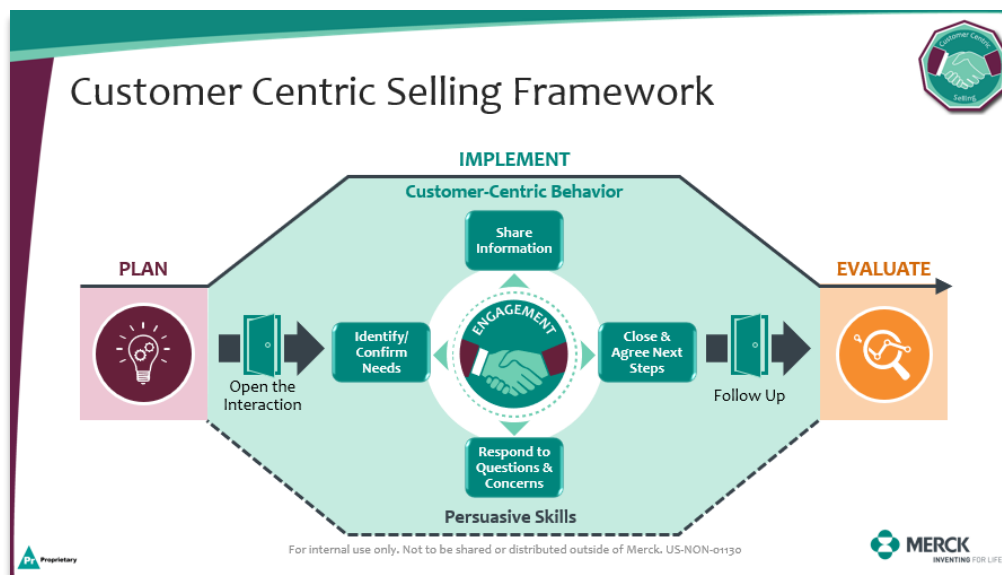 Customer Centric
Selling
Customer Centric Selling Framework
IMPLEMENT
Customer-Centric Behavior
Share
Information
PLAN
EVALUATE
ENGAGEMENT
Identify/
Confirm
Needs
Close &
Agree Next
Steps
Open the
Interaction
Follow Up
Respond to
Questions &
Concerns
Persuasive Skills
For internal use only. Not to be shared or distributed outside of Merck. US-NON-01130
Pr Proprietary
MERCK
INVENTING FOR LIFE